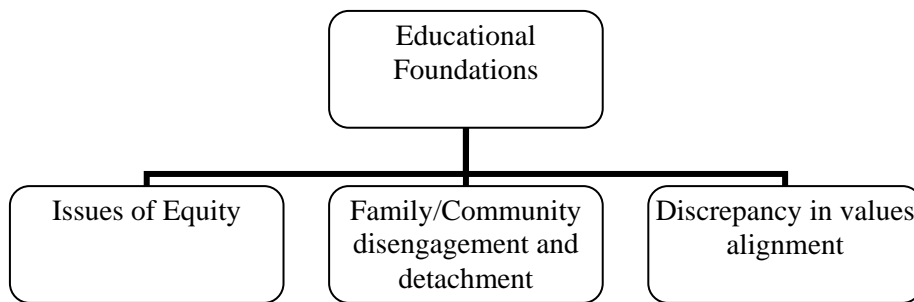 Educational
Foundations
Issues of Equity
Family/Community
disengagement and
detachment
Discrepancy in values
alignment